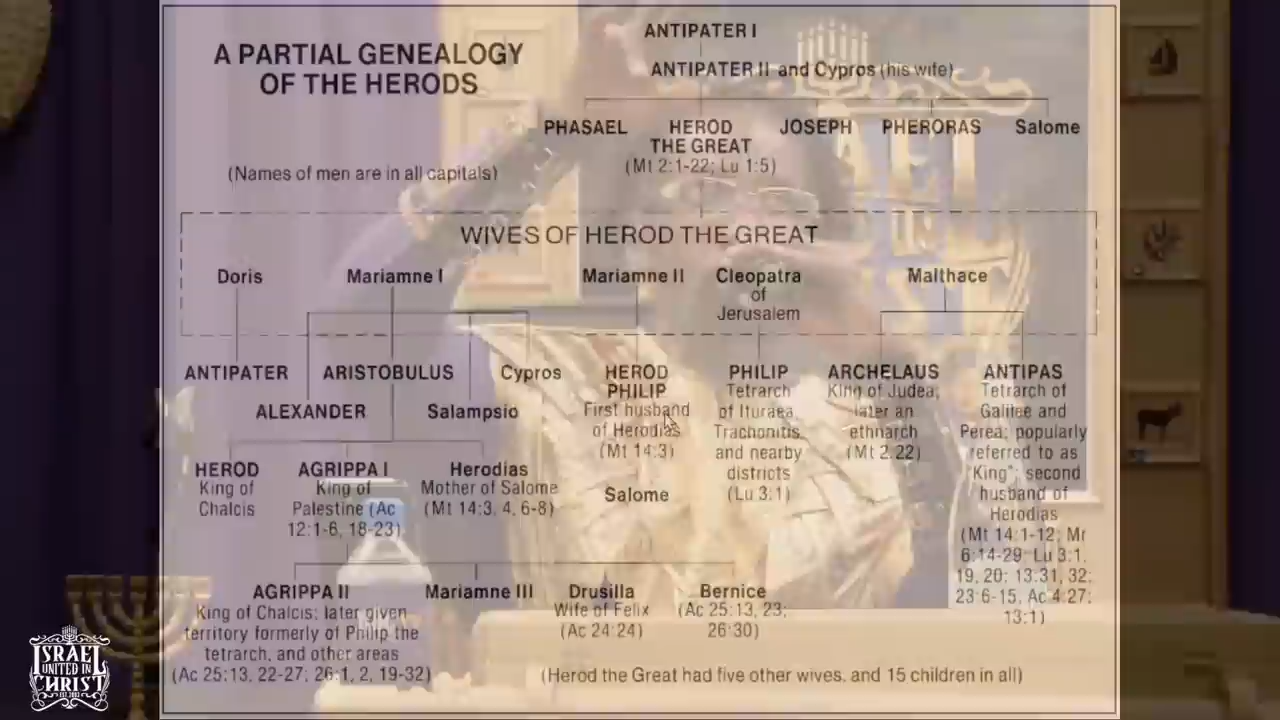 A PARTIAL GENEALOGY
OF THE HERODS
(Names of men are in all capitals)
ANTIPATER I
ANTIPATER II and Cypros (his wife)
PHASAEL HEROD JOSEPH PHERORAS Salome
THE GREAT
(Mt 2:1-22; Lu 1:5)
WIVES OF HEROD THE GREAT
Doris Mariamne I Mariamne II Cleopatra Malthace
of
Jerusalem
ANTIPATER ARISTOBULUS Cypros
ALEXANDER Salampsio
HEROD
PHILIP
First husband
of Herodias
(Mt 14:3)
Salome
PHILIP
Tetrarch
of Ituraea,
Trachonitis,
and nearby
districts
(Lu 3:1)
ARCHELAUS
King of Judea;
later an
ethnarch
(Mt 2.22)
ANTIPAS
Tetrarch of
Galilee and
Perea; popularly
referred to as
"King"; second
husband of
Herodias
(Mt 14:1-12; Mr
6:14-29 Lu 3:1,
19, 20; 13:31, 32;
23:6-15, Ac 4:27;
13:1)
HEROD
King of
Chalcis
AGRIPPA I
King of
Palestine (Ac
12:1-6, 18-23)
Herodias
Mother of Salome
(Mt 14:3, 4, 6-8)
AGRIPPA II
King of Chalcis; later given
territory formerly of Philip the
tetrarch, and other areas
(Ac 25:13, 22-27; 26:1, 2, 19-32)
Mariamne III
Drusilla
Wife of Felix
(Ac 24:24)
Bernice
(Ac 25:13, 23;
26:30)
(Herod the Great had five other wives, and 15 children in all)
ISRAEL
UNITED IN
CHRIST